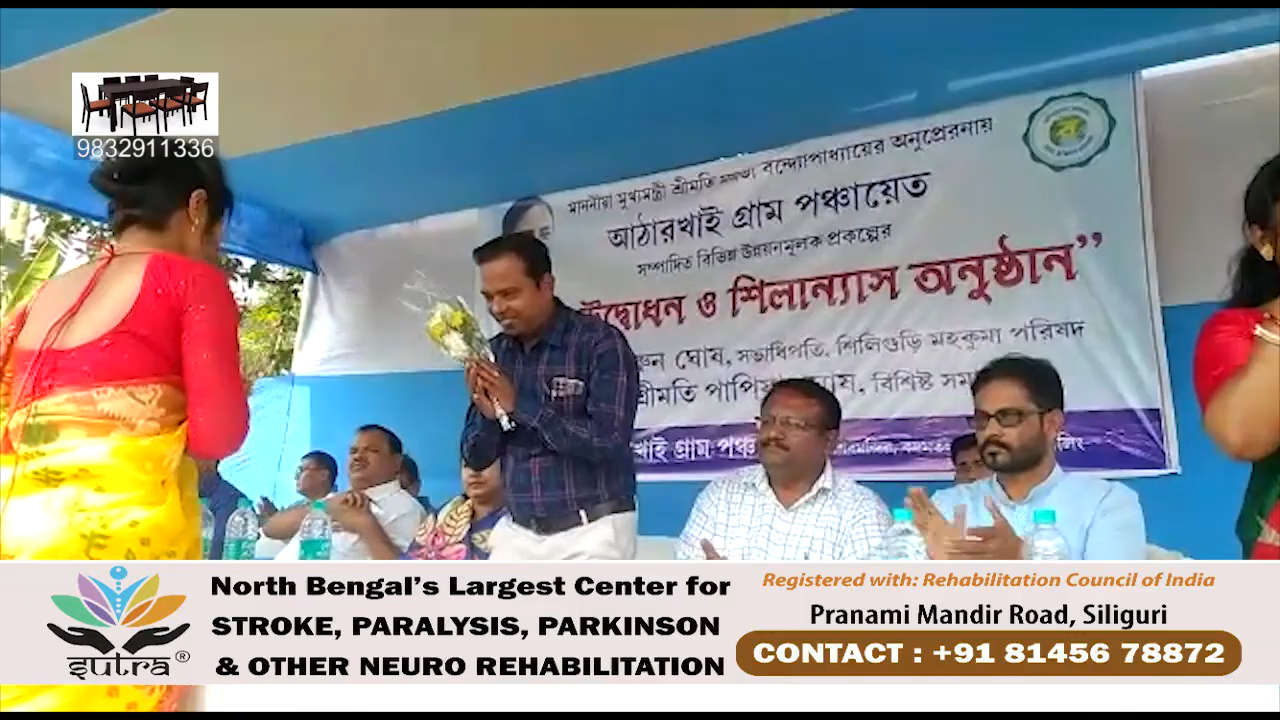 9832911336
মাননীয়া মুখ্যমন্ত্রী শ্রীমতি মমতা বন্দ্যোপাধ্যায়ের অনুপ্রেরনায়
আঠারখাই গ্রাম পঞ্চায়েত
সম্পাদিত বিভিন্ন উন্নয়নমূলক প্রকল্পের
উদ্বোধন ও শিলান্যাস অনুষ্ঠান”
ঘোষ, সভাধিপতি, শিলিগুড়ি মহকুমা পরিষদ
শ্রীমতি পাপিয়া ঘোষ, বিশিষ্ট
গ্রাম
sutra®
North Bengal’s Largest Center for
STROKE, PARALYSIS, PARKINSON
& OTHER NEURO REHABILITATION
Registered with: Rehabilitation Council of India
Pranami Mandir Road, Siliguri
CONTACT : +91 81456 78872